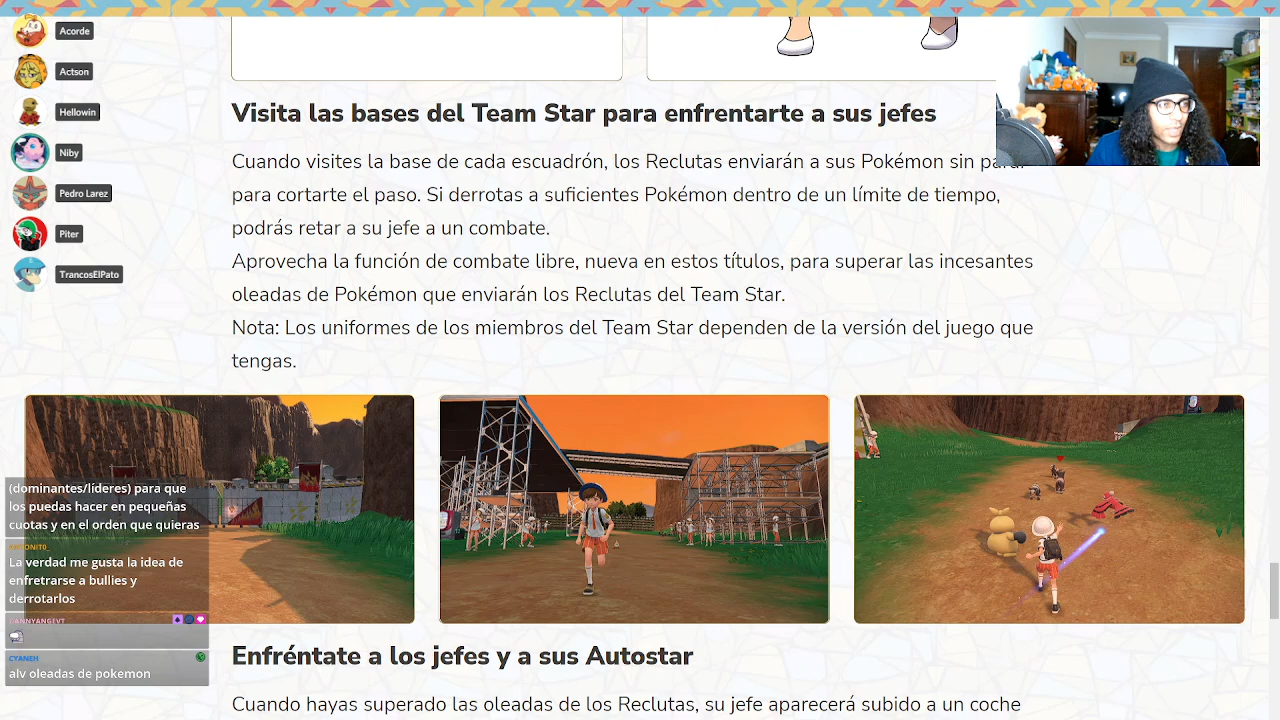 Acorde
Actson
Hellowin
Niby
Pedro Larez
Piter
TrancosElPato
Visita las bases del Team Star para enfrentarte a sus jefes
Cuando visites la base de cada escuadrón, los Reclutas enviarán a sus Pokémon sin
para cortarte el paso. Si derrotas a suficientes Pokémon dentro de un límite de tiempo,
podrás retar a su jefe a un combate.
Aprovecha la función de combate libre, nueva en estos títulos, para superar las incesantes
oleadas de Pokémon que enviarán los Reclutas del Team Star.
Nota: Los uniformes de los miembros del Team Star dependen de la versión del juego que
tengas.
(dominantes/líderes) para que
los puedas hacer en pequeñas
cuotas y en el orden que quieras
La verdad me gusta la idea de
enfretrarse a bullies y
derrotarlos
DANNYANGEVT
CYANEH
alv oleadas de pokemon
Enfréntate a los jefes y a sus Autostar
Cuando hayas superado las oleadas de los Reclutas, su jefe aparecerá subido a un coche